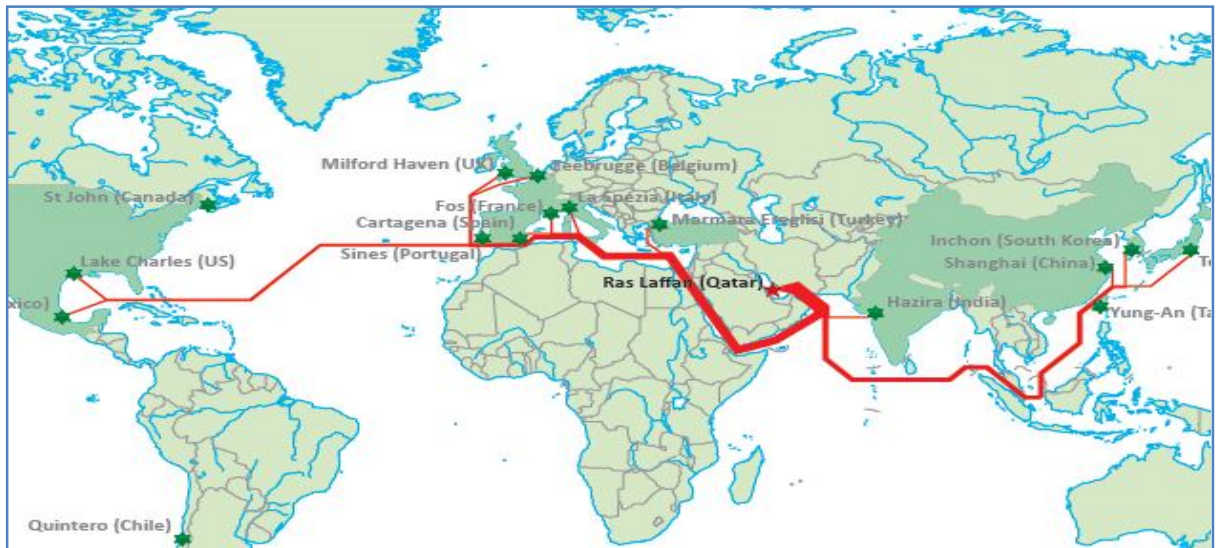 Milford Haven (UK)
Zeebrugge (Belgium)
St John (Canada)
Fos (France)
La Spezia (Italy)
Cartagena (Spain)
Marmara Ereglisi (Turkey)
Sines (Portugal)
Inchon (South Korea)
Lake Charles (US)
Shanghai (China)
Ras Laffan (Qatar)
xico)
Hazira (India)
Yung-An (Ta
Quintero (Chile)